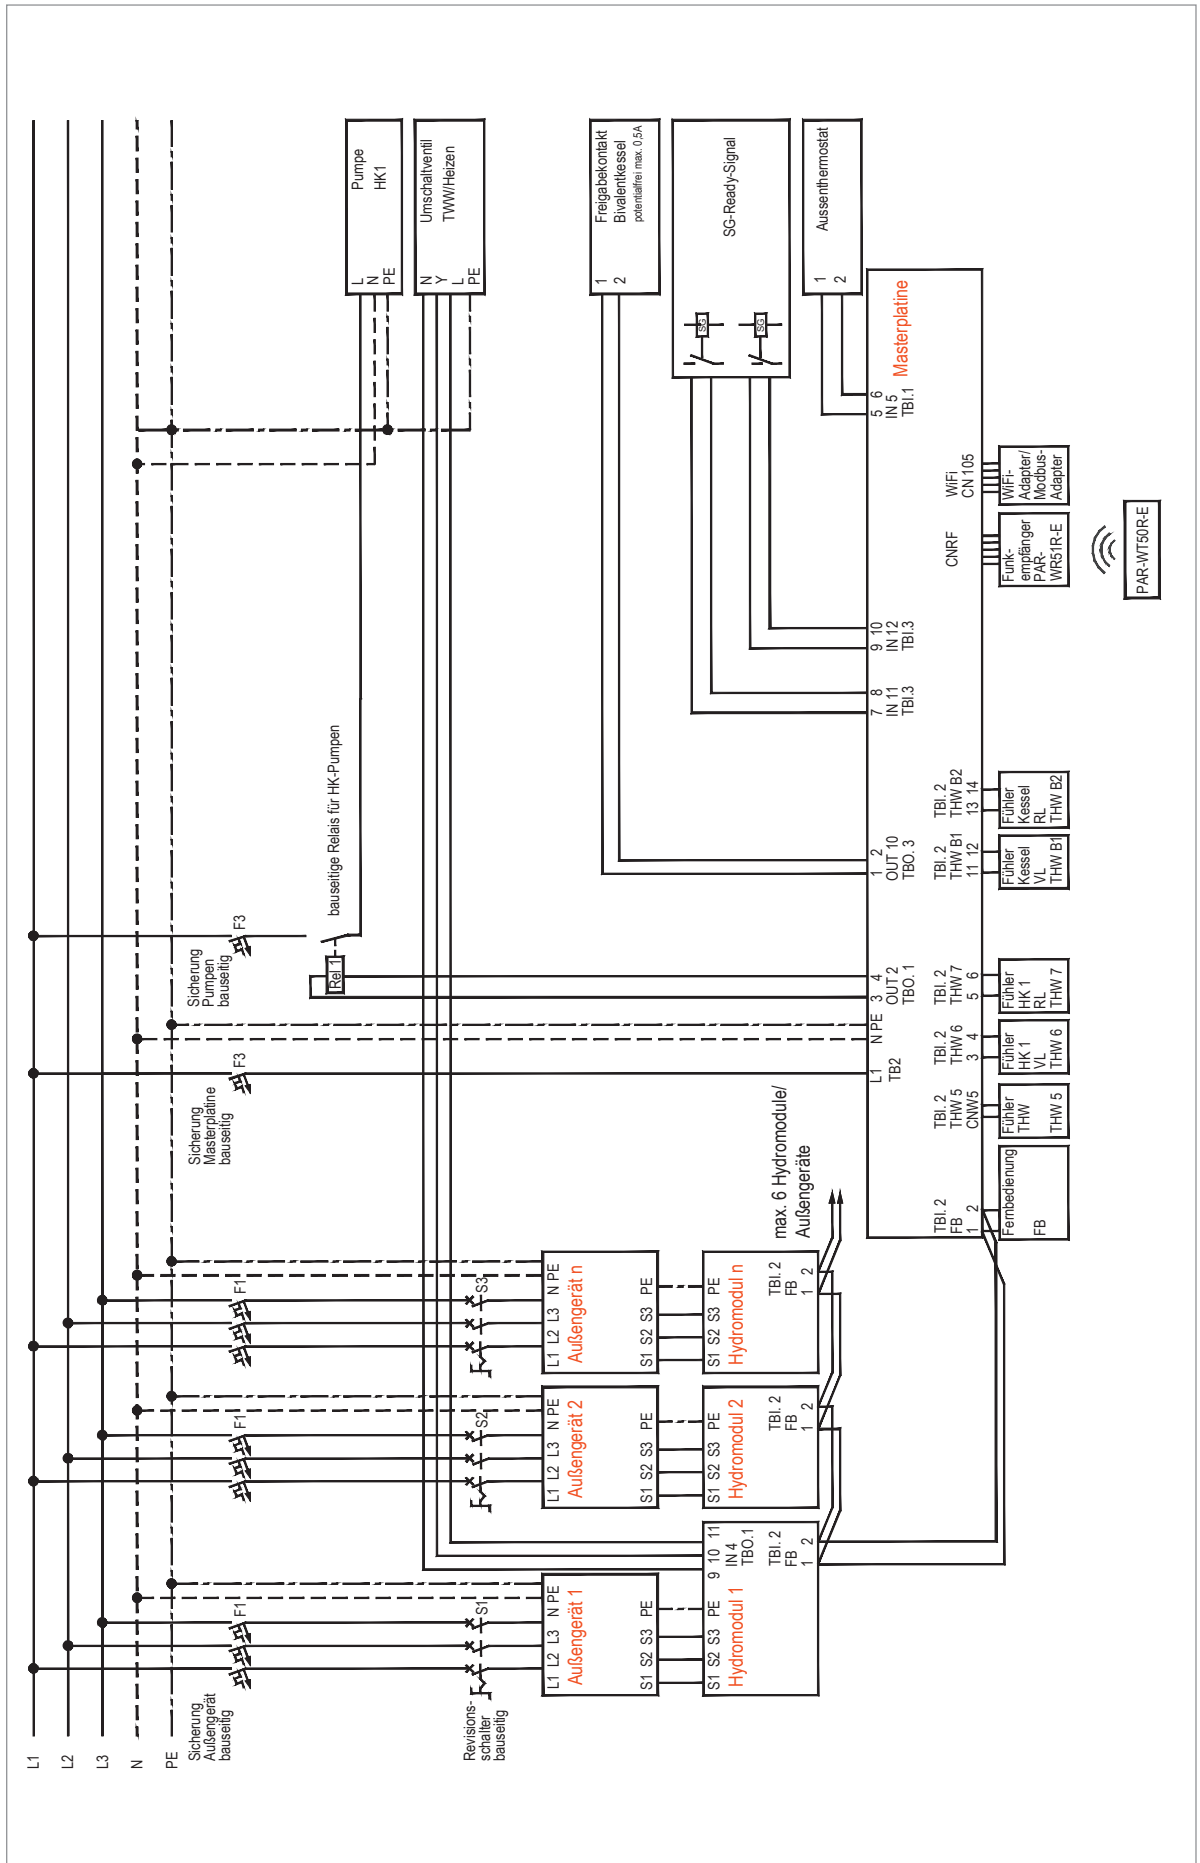 L1
L2
L3
N
PE
Sicherung
Außengerät
bauseitig
F1
F1
F1
Sicherung
Masterplatine
bauseitig
F3
Sicherung
Pumpen
bauseitig
F3
Rel 1
bauseitige Relais für HK-Pumpen
Pumpe
HK1
L
N
PE
Umschaltventil
TWW/Heizen
N
Y
L
PE
Revisions-
schalter
bauseitig
S1
S2
S3
L1 L2 L3 N PE
Außengerät 1
S1 S2 S3 PE
L1 L2 L3 N PE
Außengerät 2
S1 S2 S3 PE
L1 L2 L3 N PE
Außengerät n
S1 S2 S3 PE
Freigabekontakt
Bivalentkessel
potentialfrei max. 0,5A
1
2
SG-Ready-Signal
SG
SG
Aussenthermostat
1
2
S1 S2 S3 PE
Hydromodul 1
9 10 11
IN 4
TBO.1
TBI. 2
FB
1 2
S1 S2 S3 PE
Hydromodul 2
TBI. 2
FB
1 2
S1 S2 S3 PE
Hydromodul n
TBI. 2
FB
1 2
max. 6 Hydromodule/
Außengeräte
L1 N PE
TB2
3 4
OUT 2
TBO. 1
1 2
OUT 10
TBO. 3
7 8
IN 11
TBI.3
9 10
IN 12
TBI.3
5 6
IN 5
TBI.1
Masterplatine
TBI. 2
FB
1 2
TBI. 2
THW 5
CNW5
TBI. 2
THW 6
3 4
TBI. 2
THW 7
5 6
TBI. 2
THW B1
11 12
TBI. 2
THW B2
13 14
CNRF
WiFi
CN 105
Fernbedienung
FB
Fühler
THW
THW 5
Fühler
HK 1
VL
THW 6
Fühler
HK 1
RL
THW 7
Fühler
Kessel
VL
THW B1
Fühler
Kessel
RL
THW B2
Funk-
empfänger
PAR-
WR51R-E
WiFi-
Adapter/
Modbus-
Adapter
PAR-WT50R-E